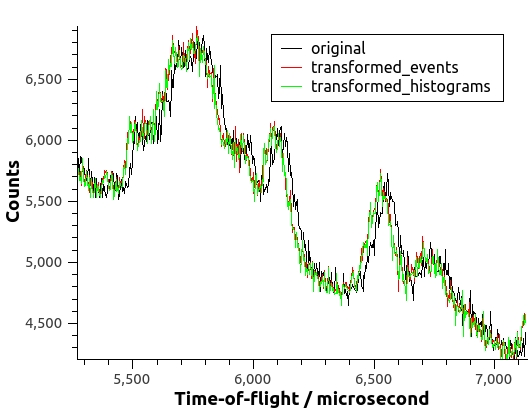 original
transformed_events
transformed_histograms
6,500
6,000
5,500
5,000
4,500
Counts
5,500 6,000 6,500 7,000
Time-of-flight / microsecond